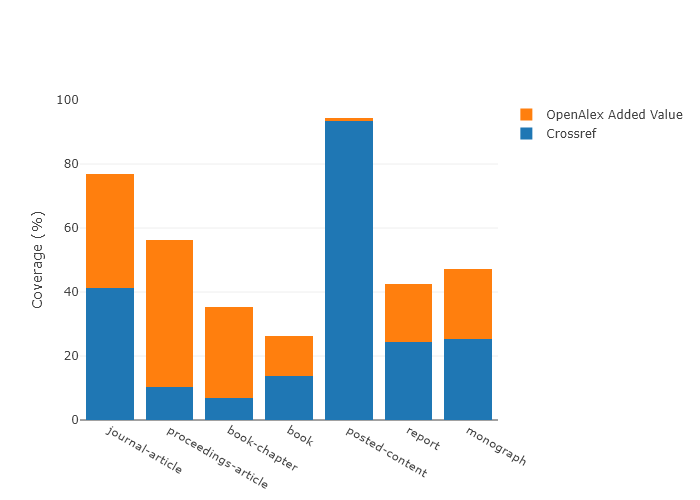 100
80
60
40
20
0
Coverage (%)
journal-article
proceedings-article
book-chapter
book
posted-content
report
monograph
OpenAlex Added Value
Crossref